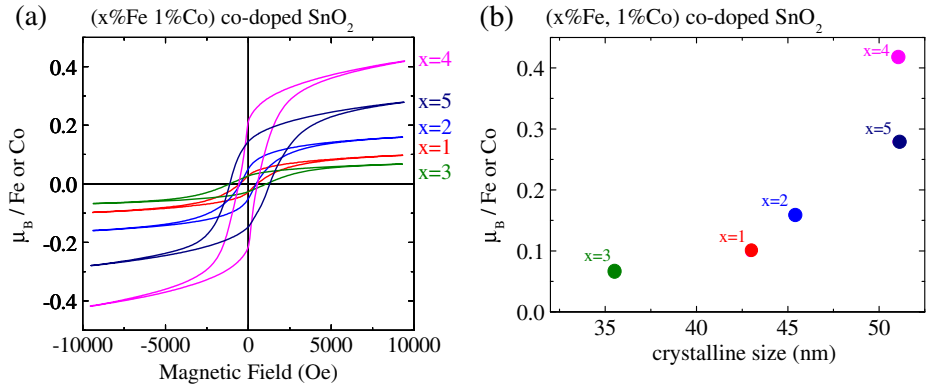 (a)
(x%Fe 1%Co) co-doped SnO2
0.4
0.2
0.0
-0.2
-0.4
μB / Fe or Co
x=4
x=5
x=2
x=1
x=3
-10000 -5000 0 5000 10000
Magnetic Field (Oe)
(b)
(x%Fe, 1%Co) co-doped SnO2
0.4
0.3
0.2
0.1
0.0
μB / Fe or Co
x=4
x=5
x=2
x=1
x=3
35 40 45 50
crystalline size (nm)